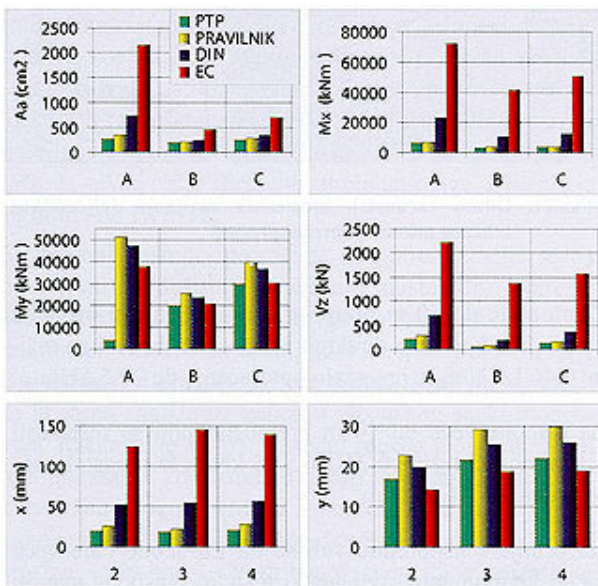 PTP
PRAVILNIK
DIN
EC
Aa (cm2 )
2500
2000
1500
1000
500
0
A B C
Mx (kNm )
80000
60000
40000
20000
0
A B C
My (kNm )
50000
40000
30000
20000
10000
0
A B C
Vz (kN)
2500
2000
1500
1000
500
0
A B C
x (mm)
150
100
50
0
2 3 4
y (mm)
30
20
10
0
2 3 4